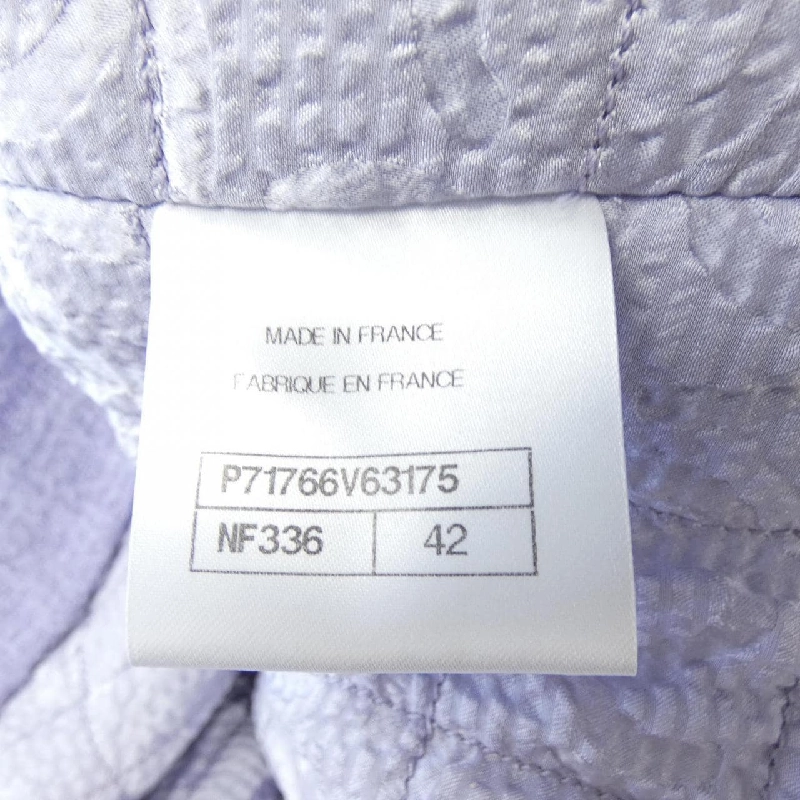 MADE IN FRANCE
FABRIQUE EN FRANCE
P71766V63175
NF336 42